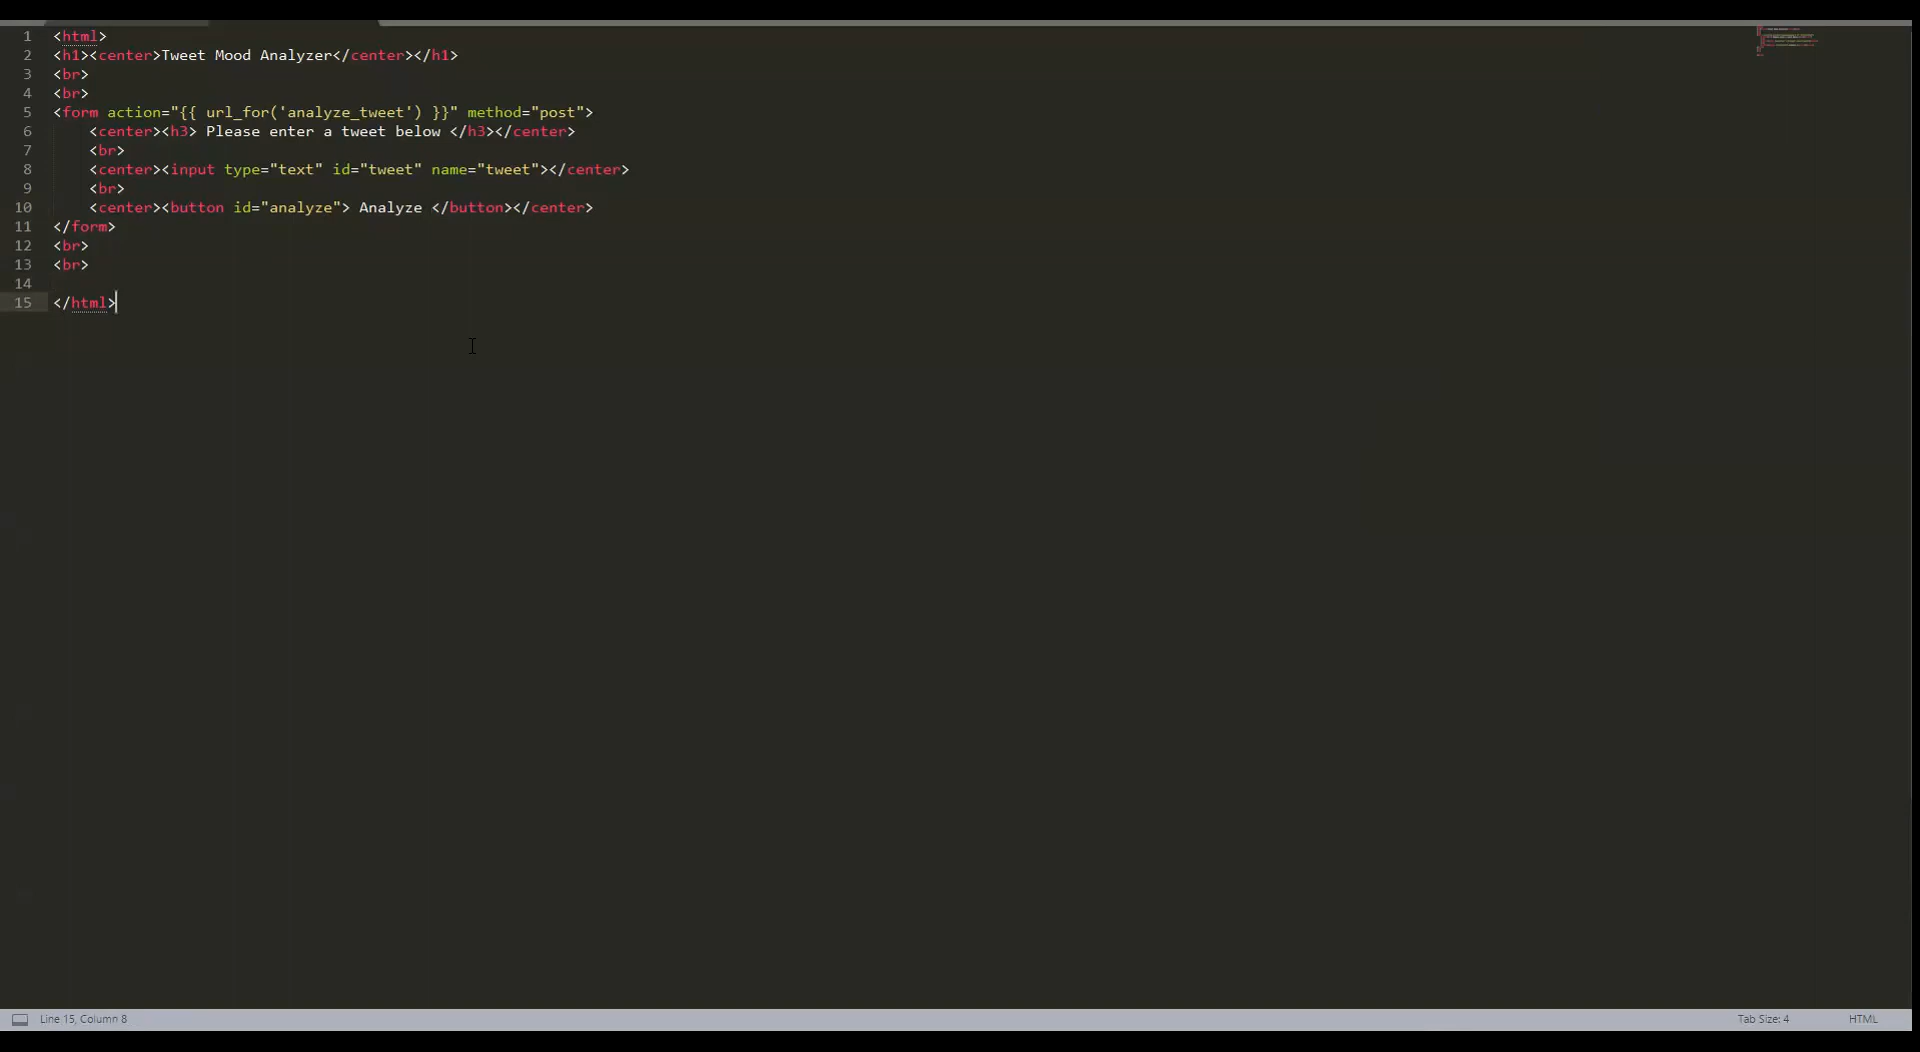 1 <html>
2 <h1><center>Tweet Mood Analyzer</center></h1>
3 <br>
4 <br>
5 <form action="{{ url_for('analyze_tweet') }}" method="post">
6     <center><h3> Please enter a tweet below </h3></center>
7     <br>
8     <center><input type="text" id="tweet" name="tweet"></center>
9     <br>
10     <center><button id="analyze"> Analyze </button></center>
11 </form>
12 <br>
13 <br>
14
15 </html>
Line 15, Column 8 Tab Size: 4 HTML